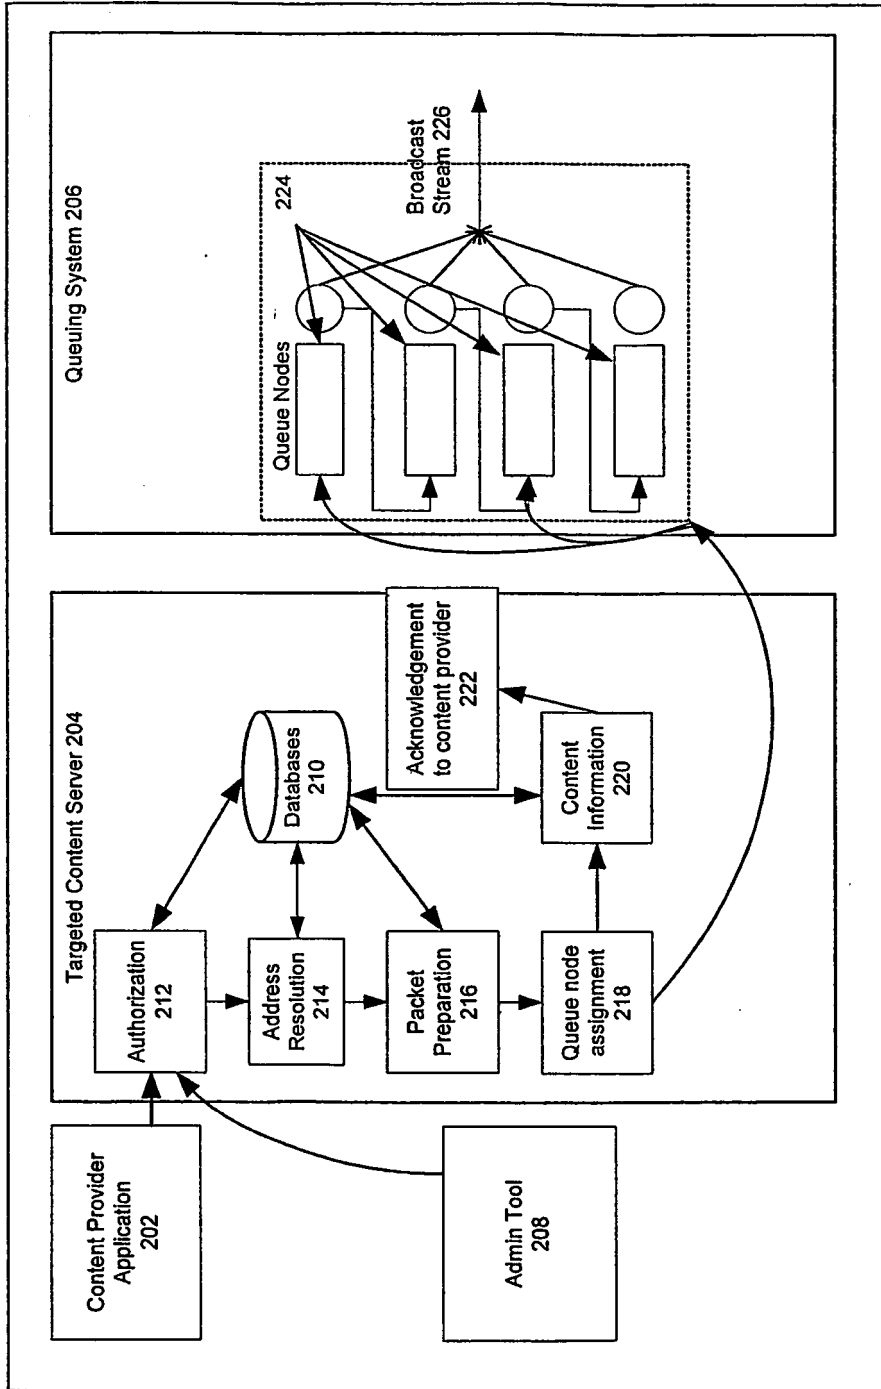 Content Provider
Application
202
Admin Tool
208
Targeted Content Server 204
Authorization
212
Address
Resolution
214
Packet
Preparation
216
Queue node
assignment
218
Databases
210
Content
Information
220
Acknowledgement
to content provider
222
Queuing System 206
Queue Nodes
224
Broadcast
Stream 226